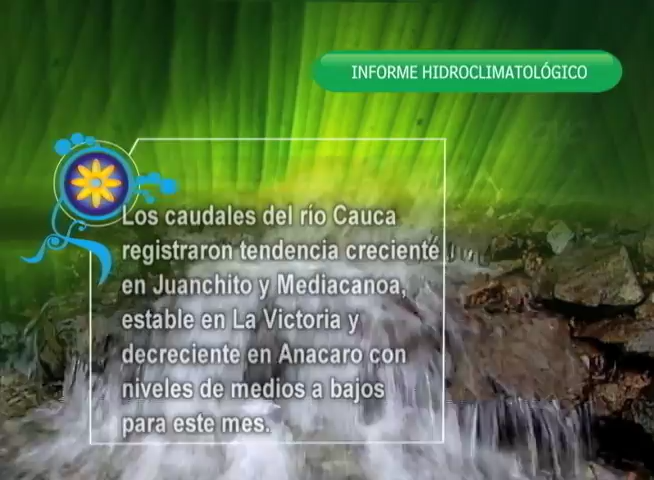 INFORME HIDROCLIMATOLÓGICO
Los caudales del río Cauca
registraron tendencia creciente
en Juanchito y Mediacanoa,
estable en La Victoria y
decreciente en Anacaro con
niveles de medios a bajos
para este mes.